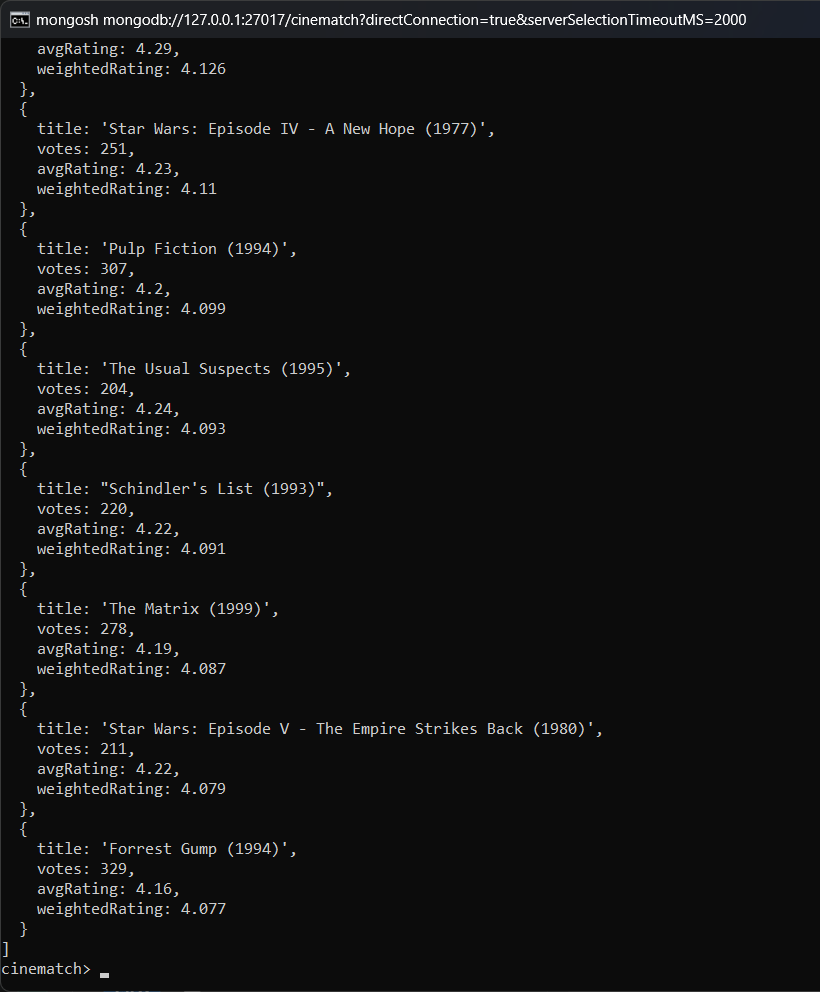 mongosh mongodb://127.0.0.1:27017/cinematch?directConnection=true&serverSelectionTimeoutMS=2000
    avgRating: 4.29,
    weightedRating: 4.126
  },
  {
    title: 'Star Wars: Episode IV - A New Hope (1977)',
    votes: 251,
    avgRating: 4.23,
    weightedRating: 4.11
  },
  {
    title: 'Pulp Fiction (1994)',
    votes: 307,
    avgRating: 4.2,
    weightedRating: 4.099
  },
  {
    title: 'The Usual Suspects (1995)',
    votes: 204,
    avgRating: 4.24,
    weightedRating: 4.093
  },
  {
    title: "Schindler's List (1993)",
    votes: 220,
    avgRating: 4.22,
    weightedRating: 4.091
  },
  {
    title: 'The Matrix (1999)',
    votes: 278,
    avgRating: 4.19,
    weightedRating: 4.087
  },
  {
    title: 'Star Wars: Episode V - The Empire Strikes Back (1980)',
    votes: 211,
    avgRating: 4.22,
    weightedRating: 4.079
  },
  {
    title: 'Forrest Gump (1994)',
    votes: 329,
    avgRating: 4.16,
    weightedRating: 4.077
  }
]
cinematch>